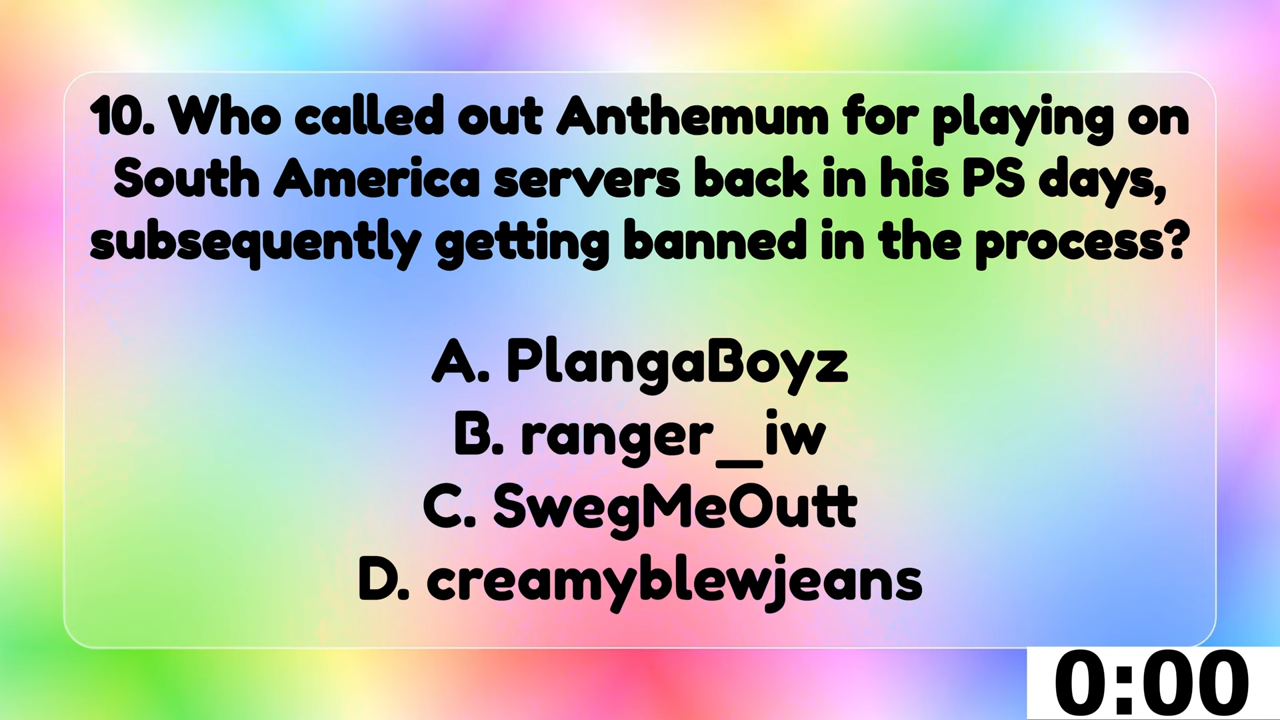 10. Who called out Anthemum for playing on
South America servers back in his PS days,
subsequently getting banned in the process?
A. PlangaBoyz
B. ranger_iw
C. SwegMeOutt
D. creamyblewjeans
0:00